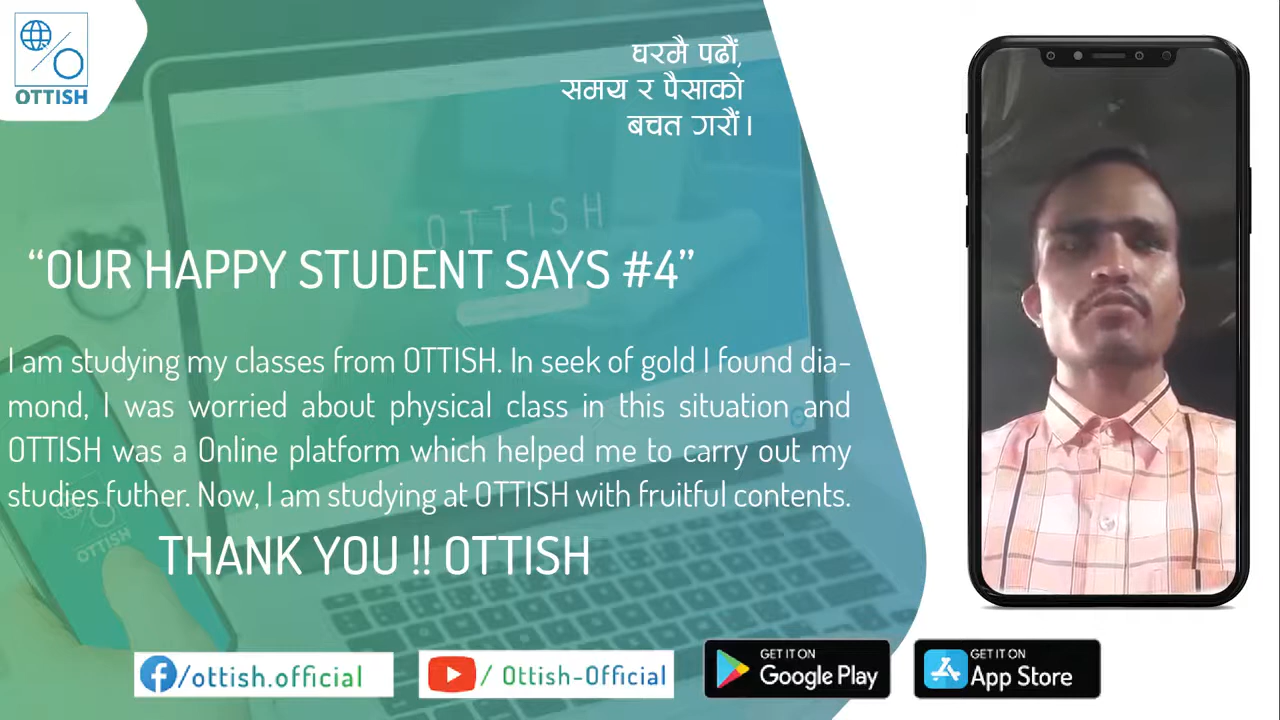 OTTISH
घरमै पढौं,
समय र पैसाको
बचत गरौं।
OTTISH
“OUR HAPPY STUDENT SAYS #4”
I am studying my classes from OTTISH. In seek of gold I found dia-
mond, I was worried about physical class in this situation and
OTTISH was a Online platform which helped me to carry out my
studies futher. Now, I am studying at OTTISH with fruitful contents.
OTTISH
THANK YOU !! OTTISH
/ottish.official
/ Ottish-Official
GET IT ON
Google Play
GET IT ON
App Store